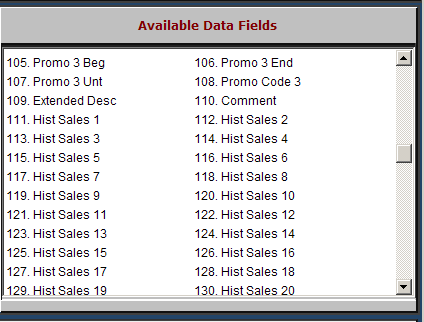 Available Data Fields
105. Promo 3 Beg 106. Promo 3 End
107. Promo 3 Unt 108. Promo Code 3
109. Extended Desc 110. Comment
111. Hist Sales 1 112. Hist Sales 2
113. Hist Sales 3 114. Hist Sales 4
115. Hist Sales 5 116. Hist Sales 6
117. Hist Sales 7 118. Hist Sales 8
119. Hist Sales 9 120. Hist Sales 10
121. Hist Sales 11 122. Hist Sales 12
123. Hist Sales 13 124. Hist Sales 14
125. Hist Sales 15 126. Hist Sales 16
127. Hist Sales 17 128. Hist Sales 18
129. Hist Sales 19 130. Hist Sales 20